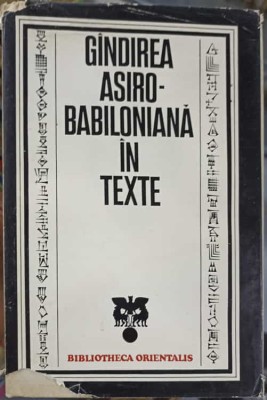 GÎNDIREA
ASIRO-
BABILONIANĂ
ÎN
TEXTE
BIBLIOTHECA ORIENTALIS